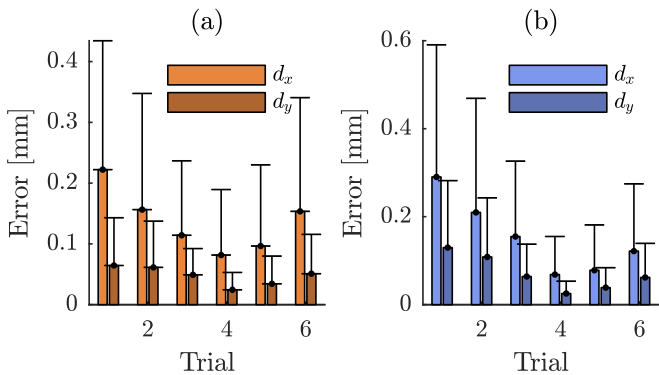 (a)
0.4
0.3
0.2
0.1
0
Error [mm]
d_x
d_y
2
4
6
Trial
(b)
0.6
0.4
0.2
0
Error [mm]
d_x
d_y
2
4
6
Trial